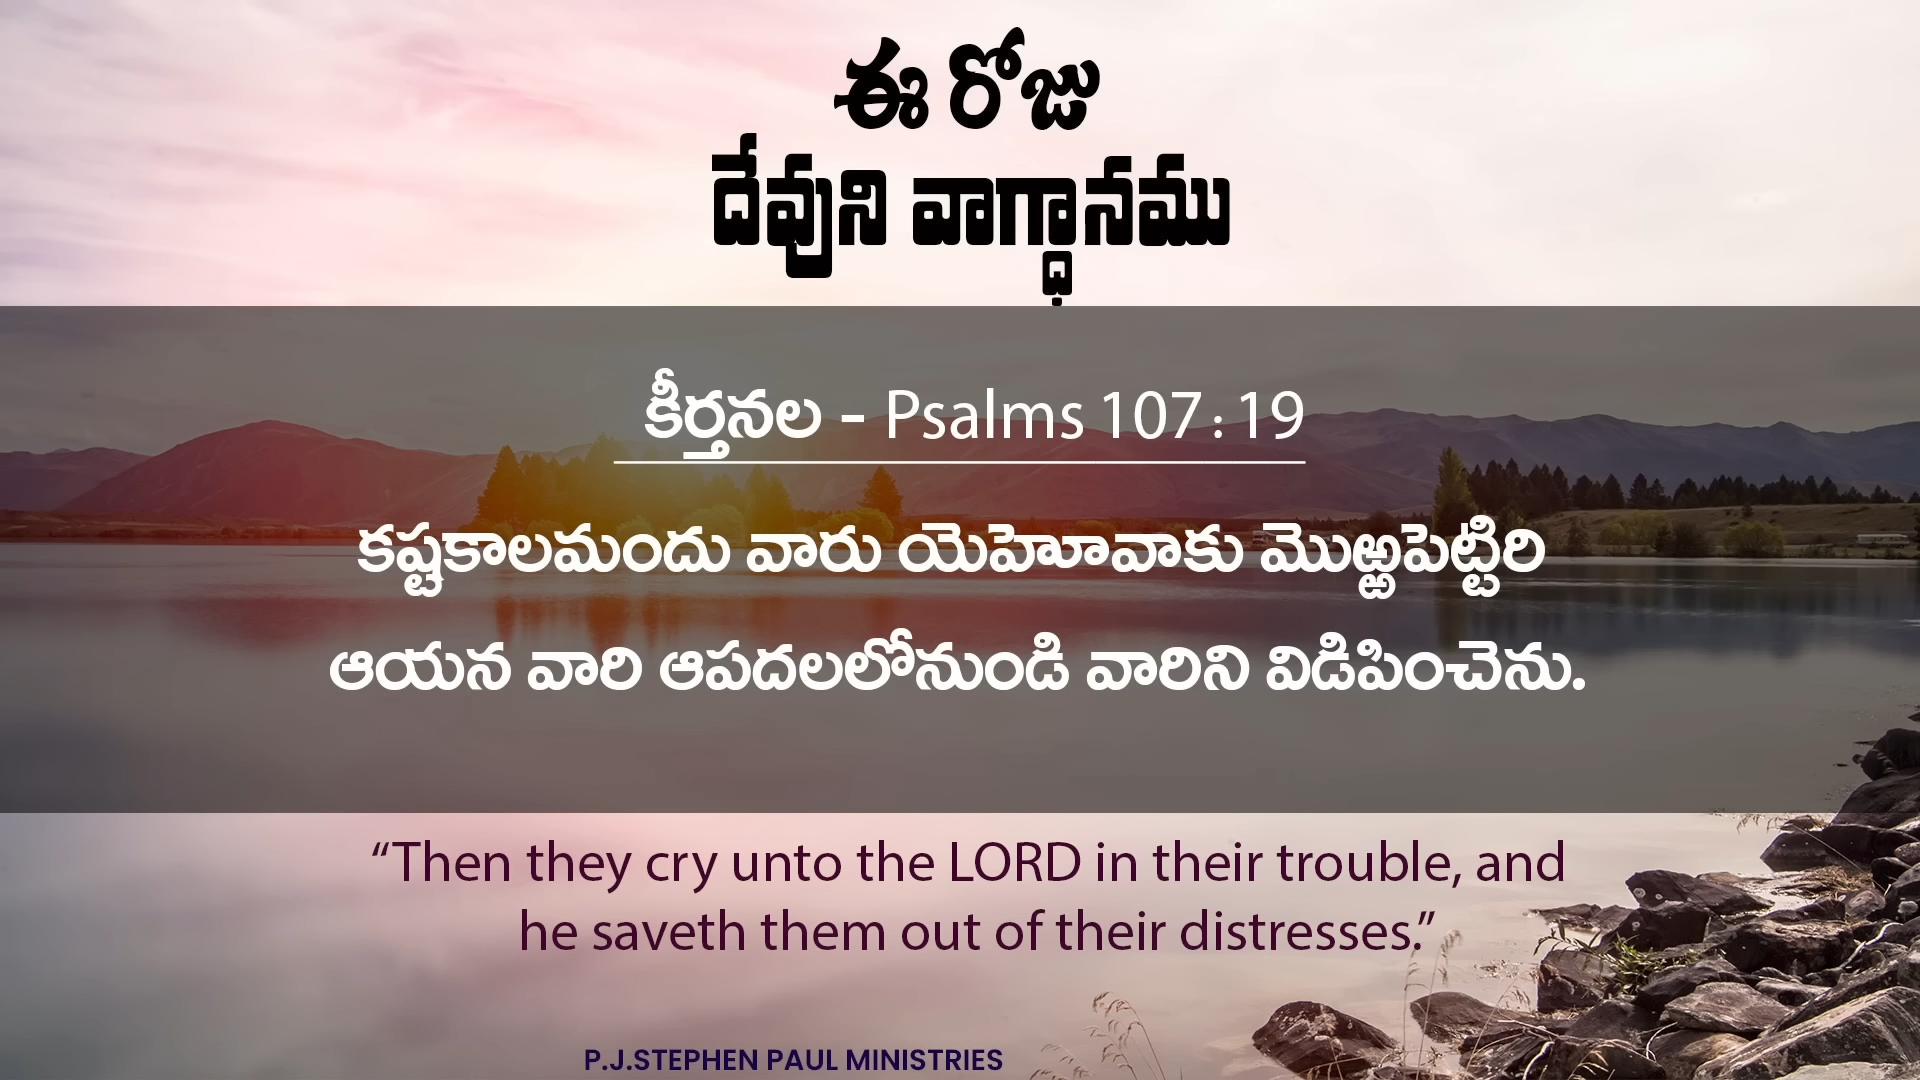 ఈ రోజు
దేవుని వాగ్ధానము
కీర్తనల - Psalms 107 : 19
కష్టకాలమందు వారు యెహోవాకు మొఱ్ఱపెట్టిరి
ఆయన వారి ఆపదలలోనుండి వారిని విడిపించెను.
“Then they cry unto the LORD in their trouble, and
he saveth them out of their distresses.”
P.J.STEPHEN PAUL MINISTRIES